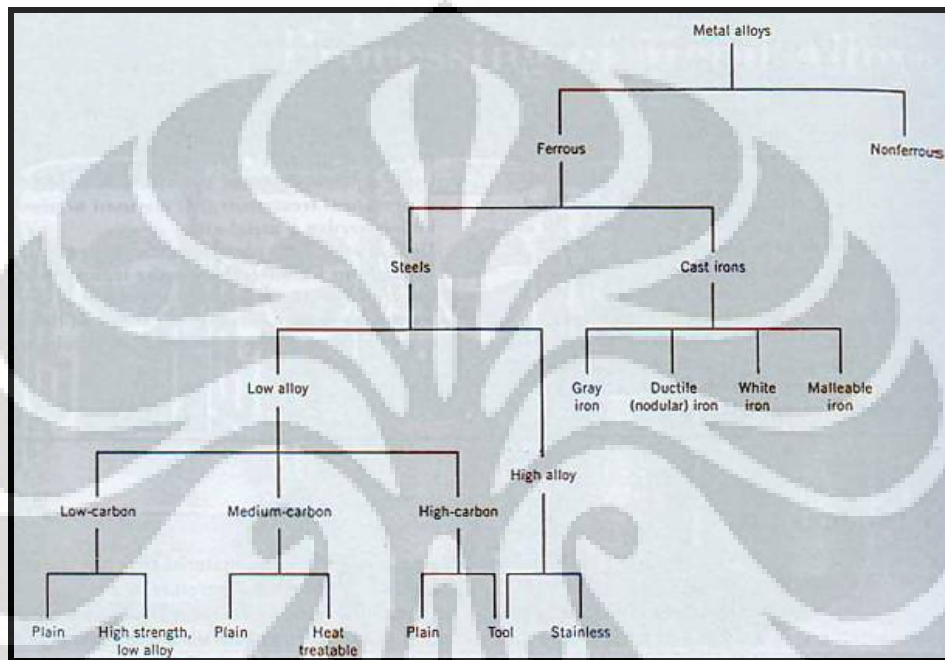 Metal alloys
Ferrous
Nonferrous
Steels
Cast irons
Low alloy
Gray
iron
Ductile
(nodular) iron
White
iron
Malleable
iron
High alloy
Low-carbon
Medium-carbon
High-carbon
Plain
High strength,
low alloy
Plain
Heat
treatable
Plain
Tool
Stainless